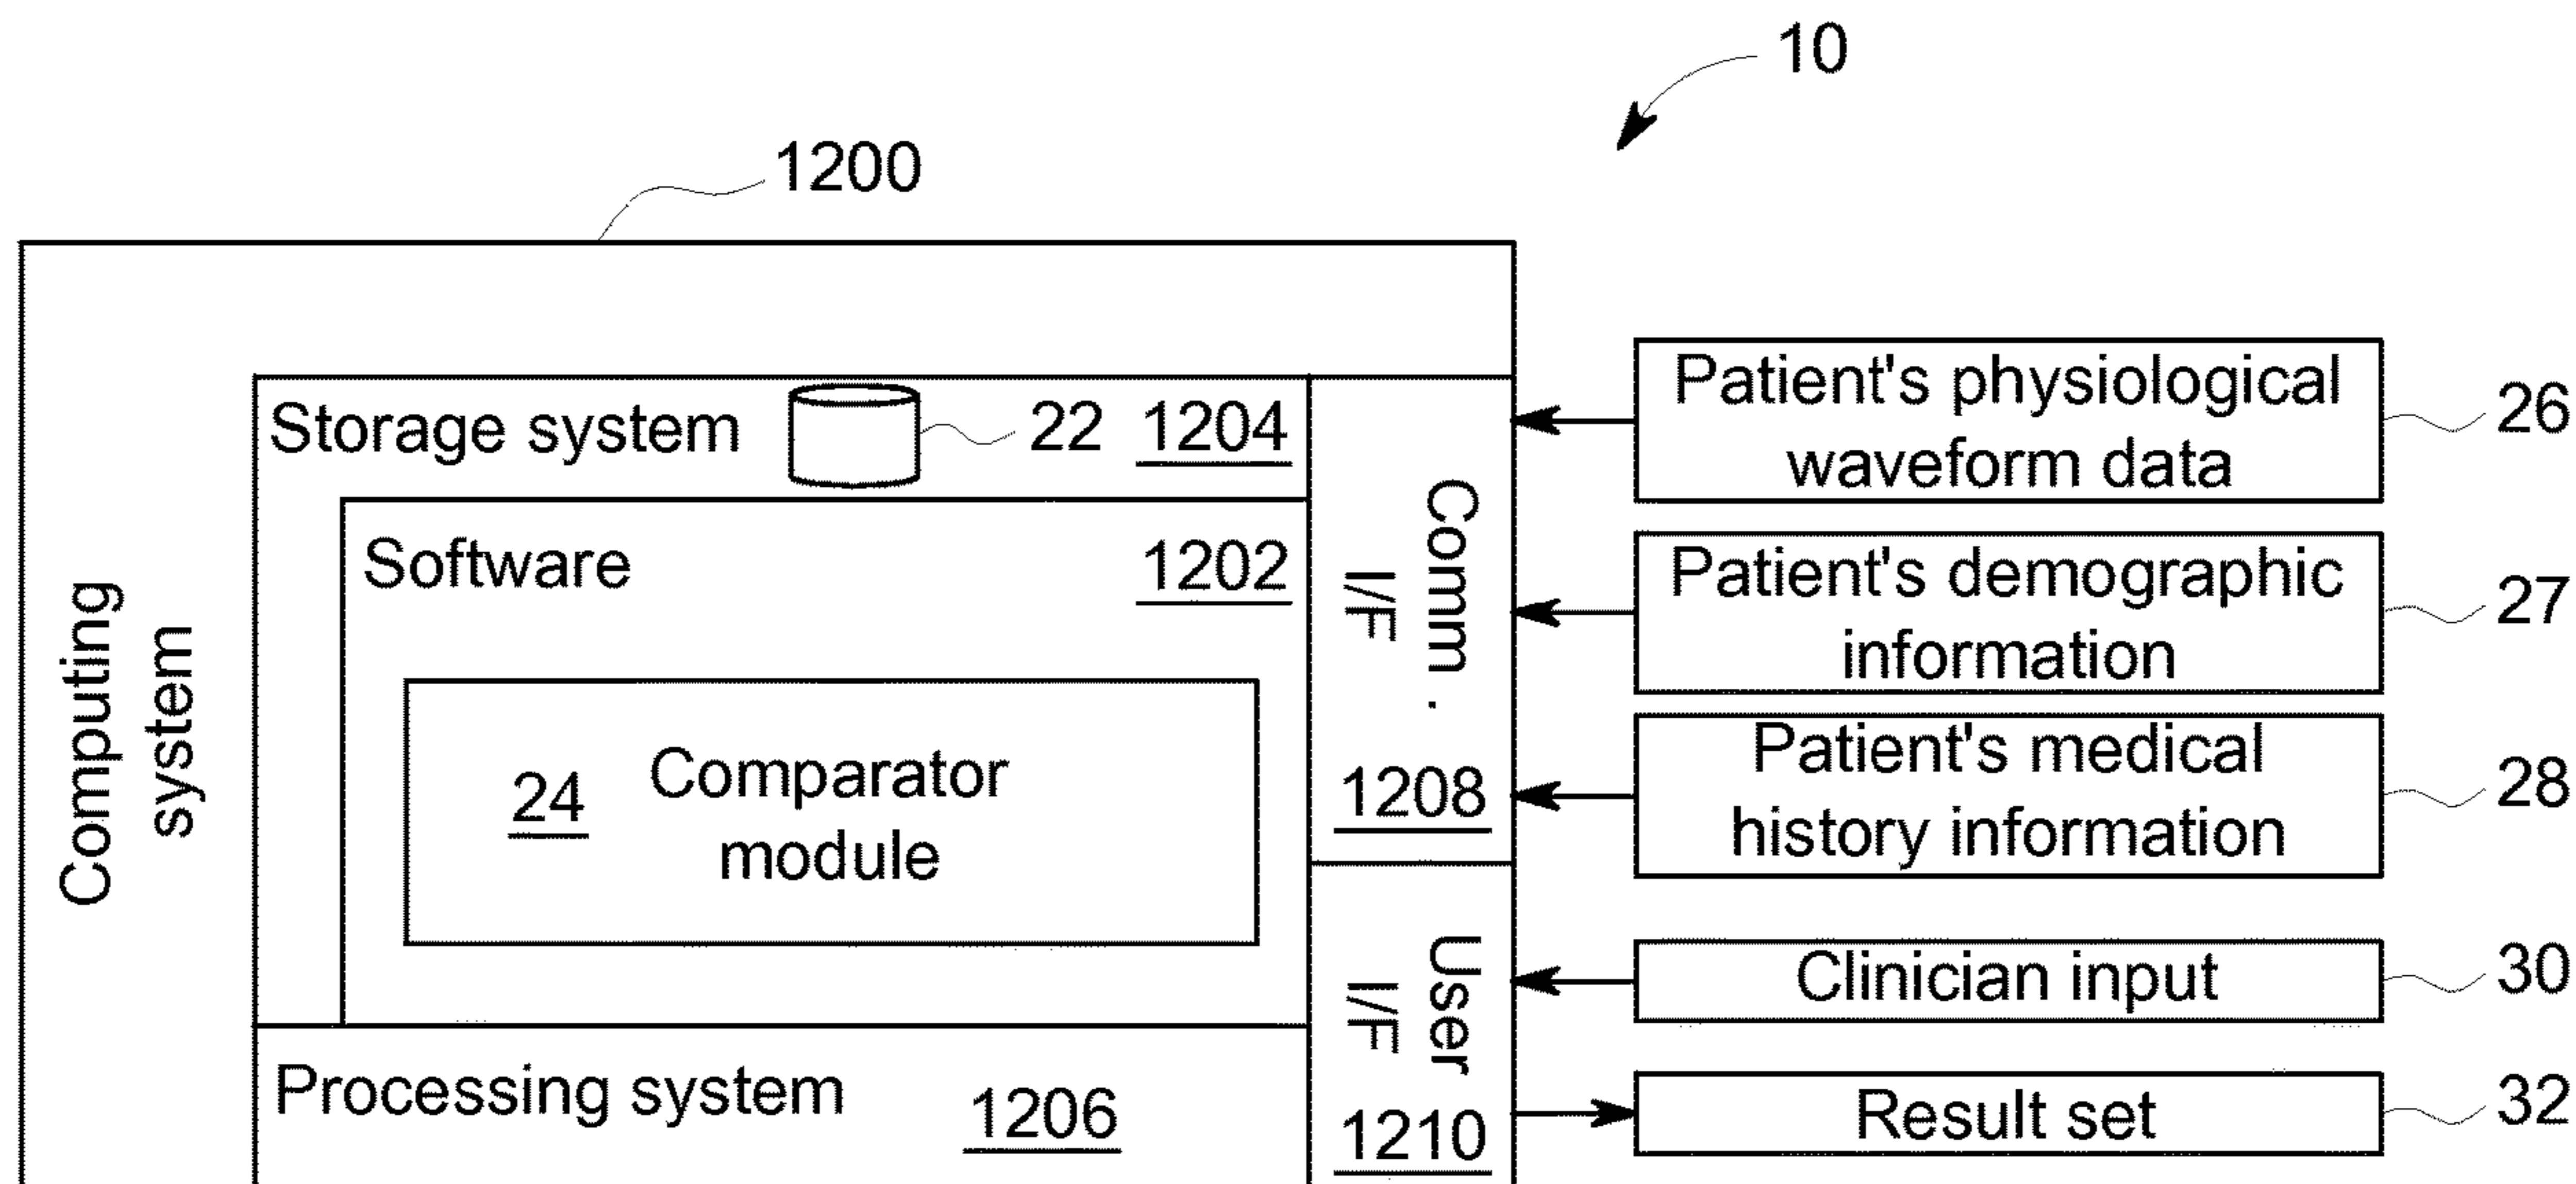 10
1200
Computing
system
Storage system
22
1204
Software
1202
24
Comparator
module
Processing system
1206
Comm .
I/F
1208
User
I/F
1210
Patient's physiological
waveform data
26
Patient's demographic
information
27
Patient's medical
history information
28
Clinician input
30
Result set
32